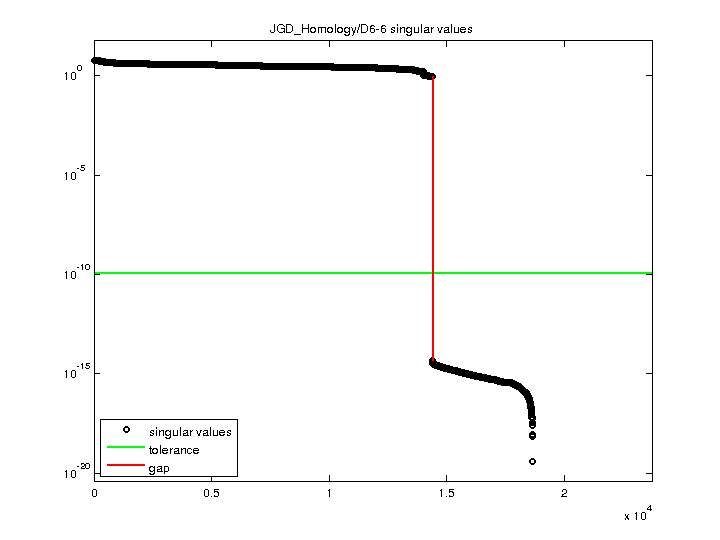 JGD_Homology/D6-6 singular values
10^0
10^-5
10^-10
10^-15
10^-20
singular values
tolerance
gap
0 0.5 1 1.5 2
x 10^4